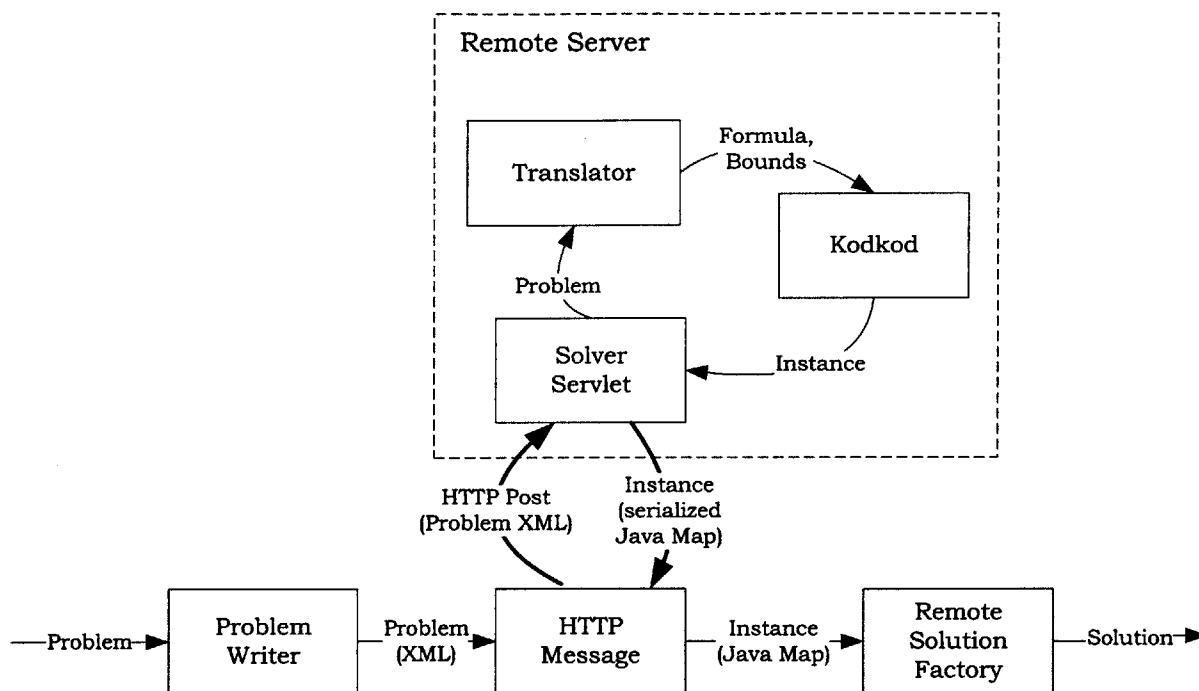 Remote Server
Translator
Formula,
Bounds
Kodkod
Problem
Solver
Servlet
Instance
HTTP Post
(Problem XML)
Instance
(serialized
Java Map)
Problem
Problem
Writer
Problem
(XML)
HTTP
Message
Instance
(Java Map)
Remote
Solution
Factory
Solution